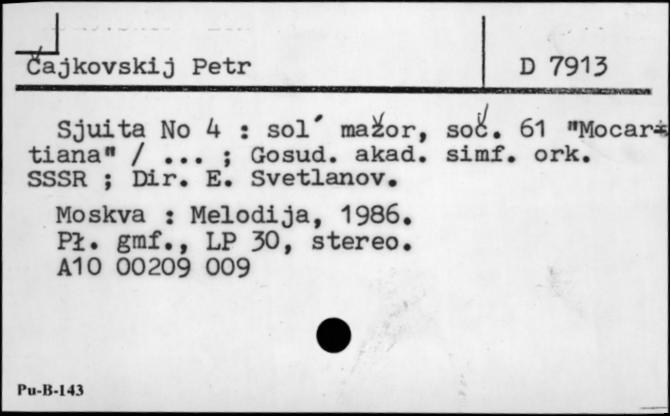 Čajkovskij Petr
D 7913
Sjuita No 4 : sol´ mažor, soč. 61 "Mocar-
tiana" / ... ; Gosud. akad. simf. ork.
SSSR ; Dir. E. Svetlanov.
Moskva : Melodija, 1986.
Pł. gmf., LP 30, stereo.
A10 00209 009
Pu-B-143